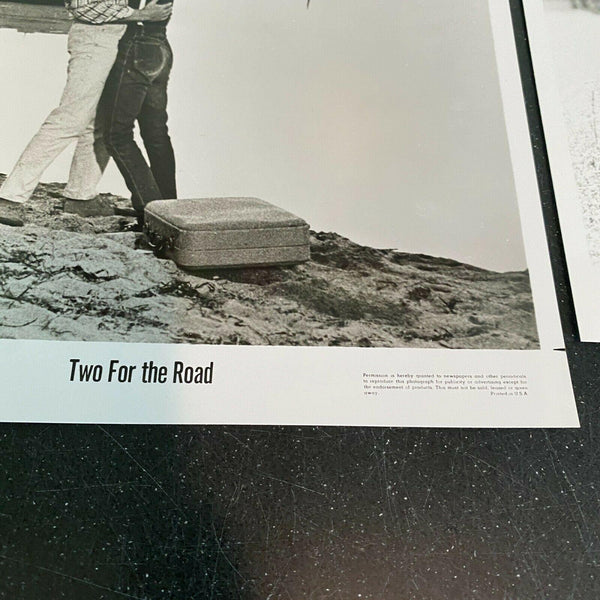 Two For the Road
Permission is hereby granted to newspapers and other periodicals
to reproduce this photograph for publicity or advertising except for
the endorsement of products. This must not be sold, leased or given
away. Printed in U.S.A.